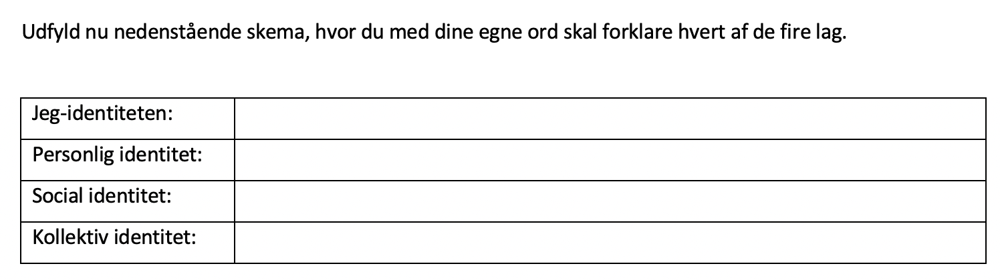 Udfyld nu nedenstående skema, hvor du med dine egne ord skal forklare hvert af de fire lag.
Jeg-identiteten:
Personlig identitet:
Social identitet:
Kollektiv identitet: